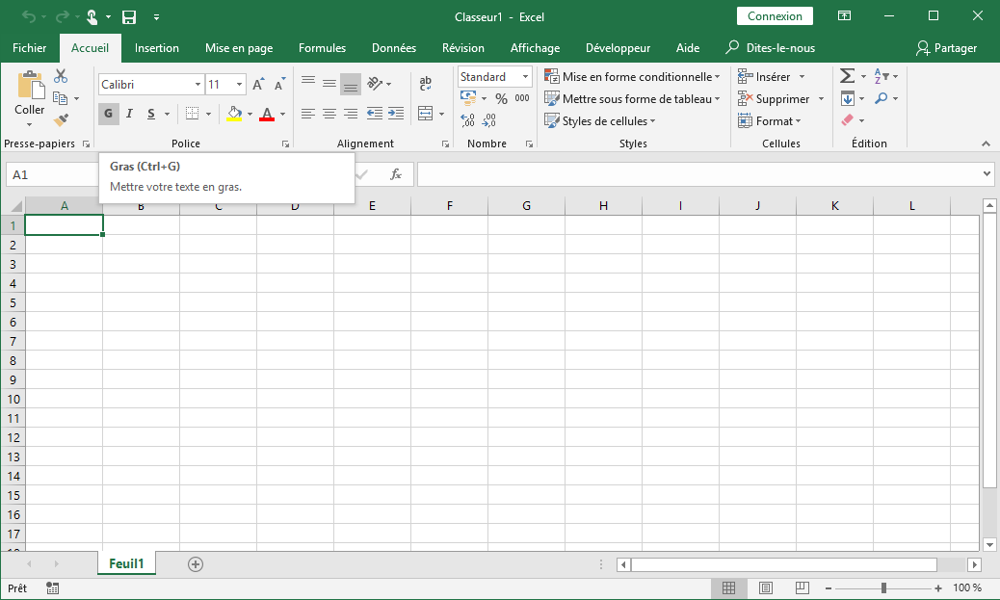 Classeur1 - Excel
Connexion
Fichier Accueil Insertion Mise en page Formules Données Révision Affichage Développeur Aide Dites-le-nous Partager
Coller
Calibri 11
G I S
ab
c
Standard
% 000
,00
,00
Mise en forme conditionnelle
Mettre sous forme de tableau
Styles de cellules
Insérer
Supprimer
Format
Σ A Z
Presse-papiers Police Alignement Nombre Styles Cellules Édition
A1 fx
Gras (Ctrl+G)
Mettre votre texte en gras.
A B C D E F G H I J K L
1
2
3
4
5
6
7
8
9
10
11
12
13
14
15
16
17
Feuil1
Prêt 100 %